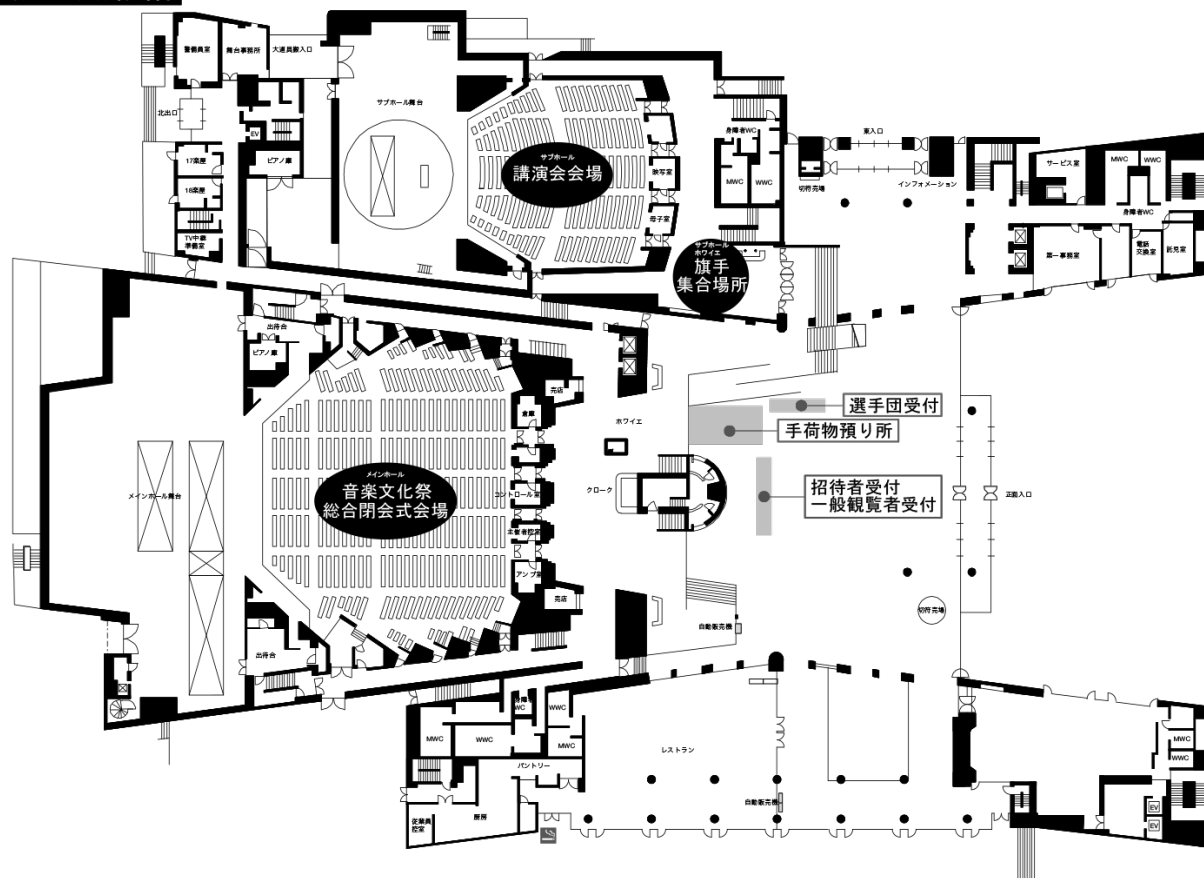 警備員室
舞台事務所
大道具搬入口
北出口
EV
17楽屋
18楽屋
ピアノ庫
TV中継
準備室
サブホール舞台
サブホール
講演会会場
映写室
母子室
身障者WC
MWC
WWC
サブホール
ホワイエ
旗手
集合場所
東入口
切符売場
インフォメーション
サービス室
MWC
WWC
身障者WC
第一事務室
電話
交換室
託児室
出待合
ピアノ庫
メインホール舞台
メインホール
音楽文化祭
総合閉会式会場
売店
倉庫
コントロール室
主催者控室
アンプ室
売店
出待合
ホワイエ
クローク
選手団受付
手荷物預り所
招待者受付
一般観覧者受付
正面入口
切符売場
自動販売機
身障者
WC
WWC
MWC
WWC
MWC
パントリー
従業員
控室
厨房
レストラン
自動販売機
MWC
WWC
EV
EV